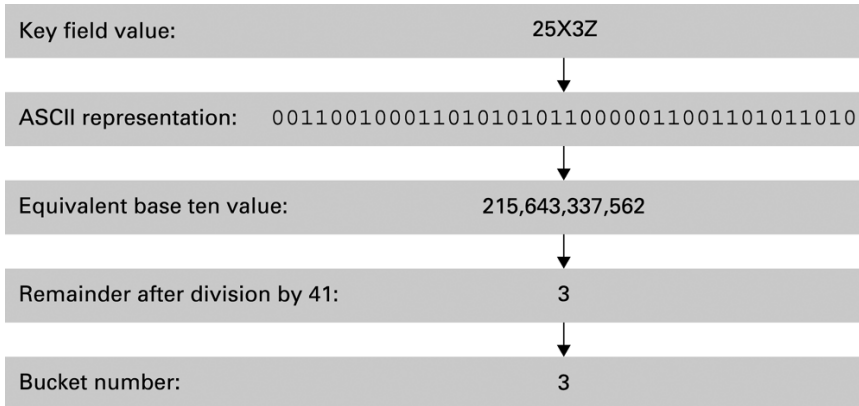 Key field value: 25X3Z
ASCII representation: 0011001000110101010110000011001101011010
Equivalent base ten value: 215,643,337,562
Remainder after division by 41: 3
Bucket number: 3